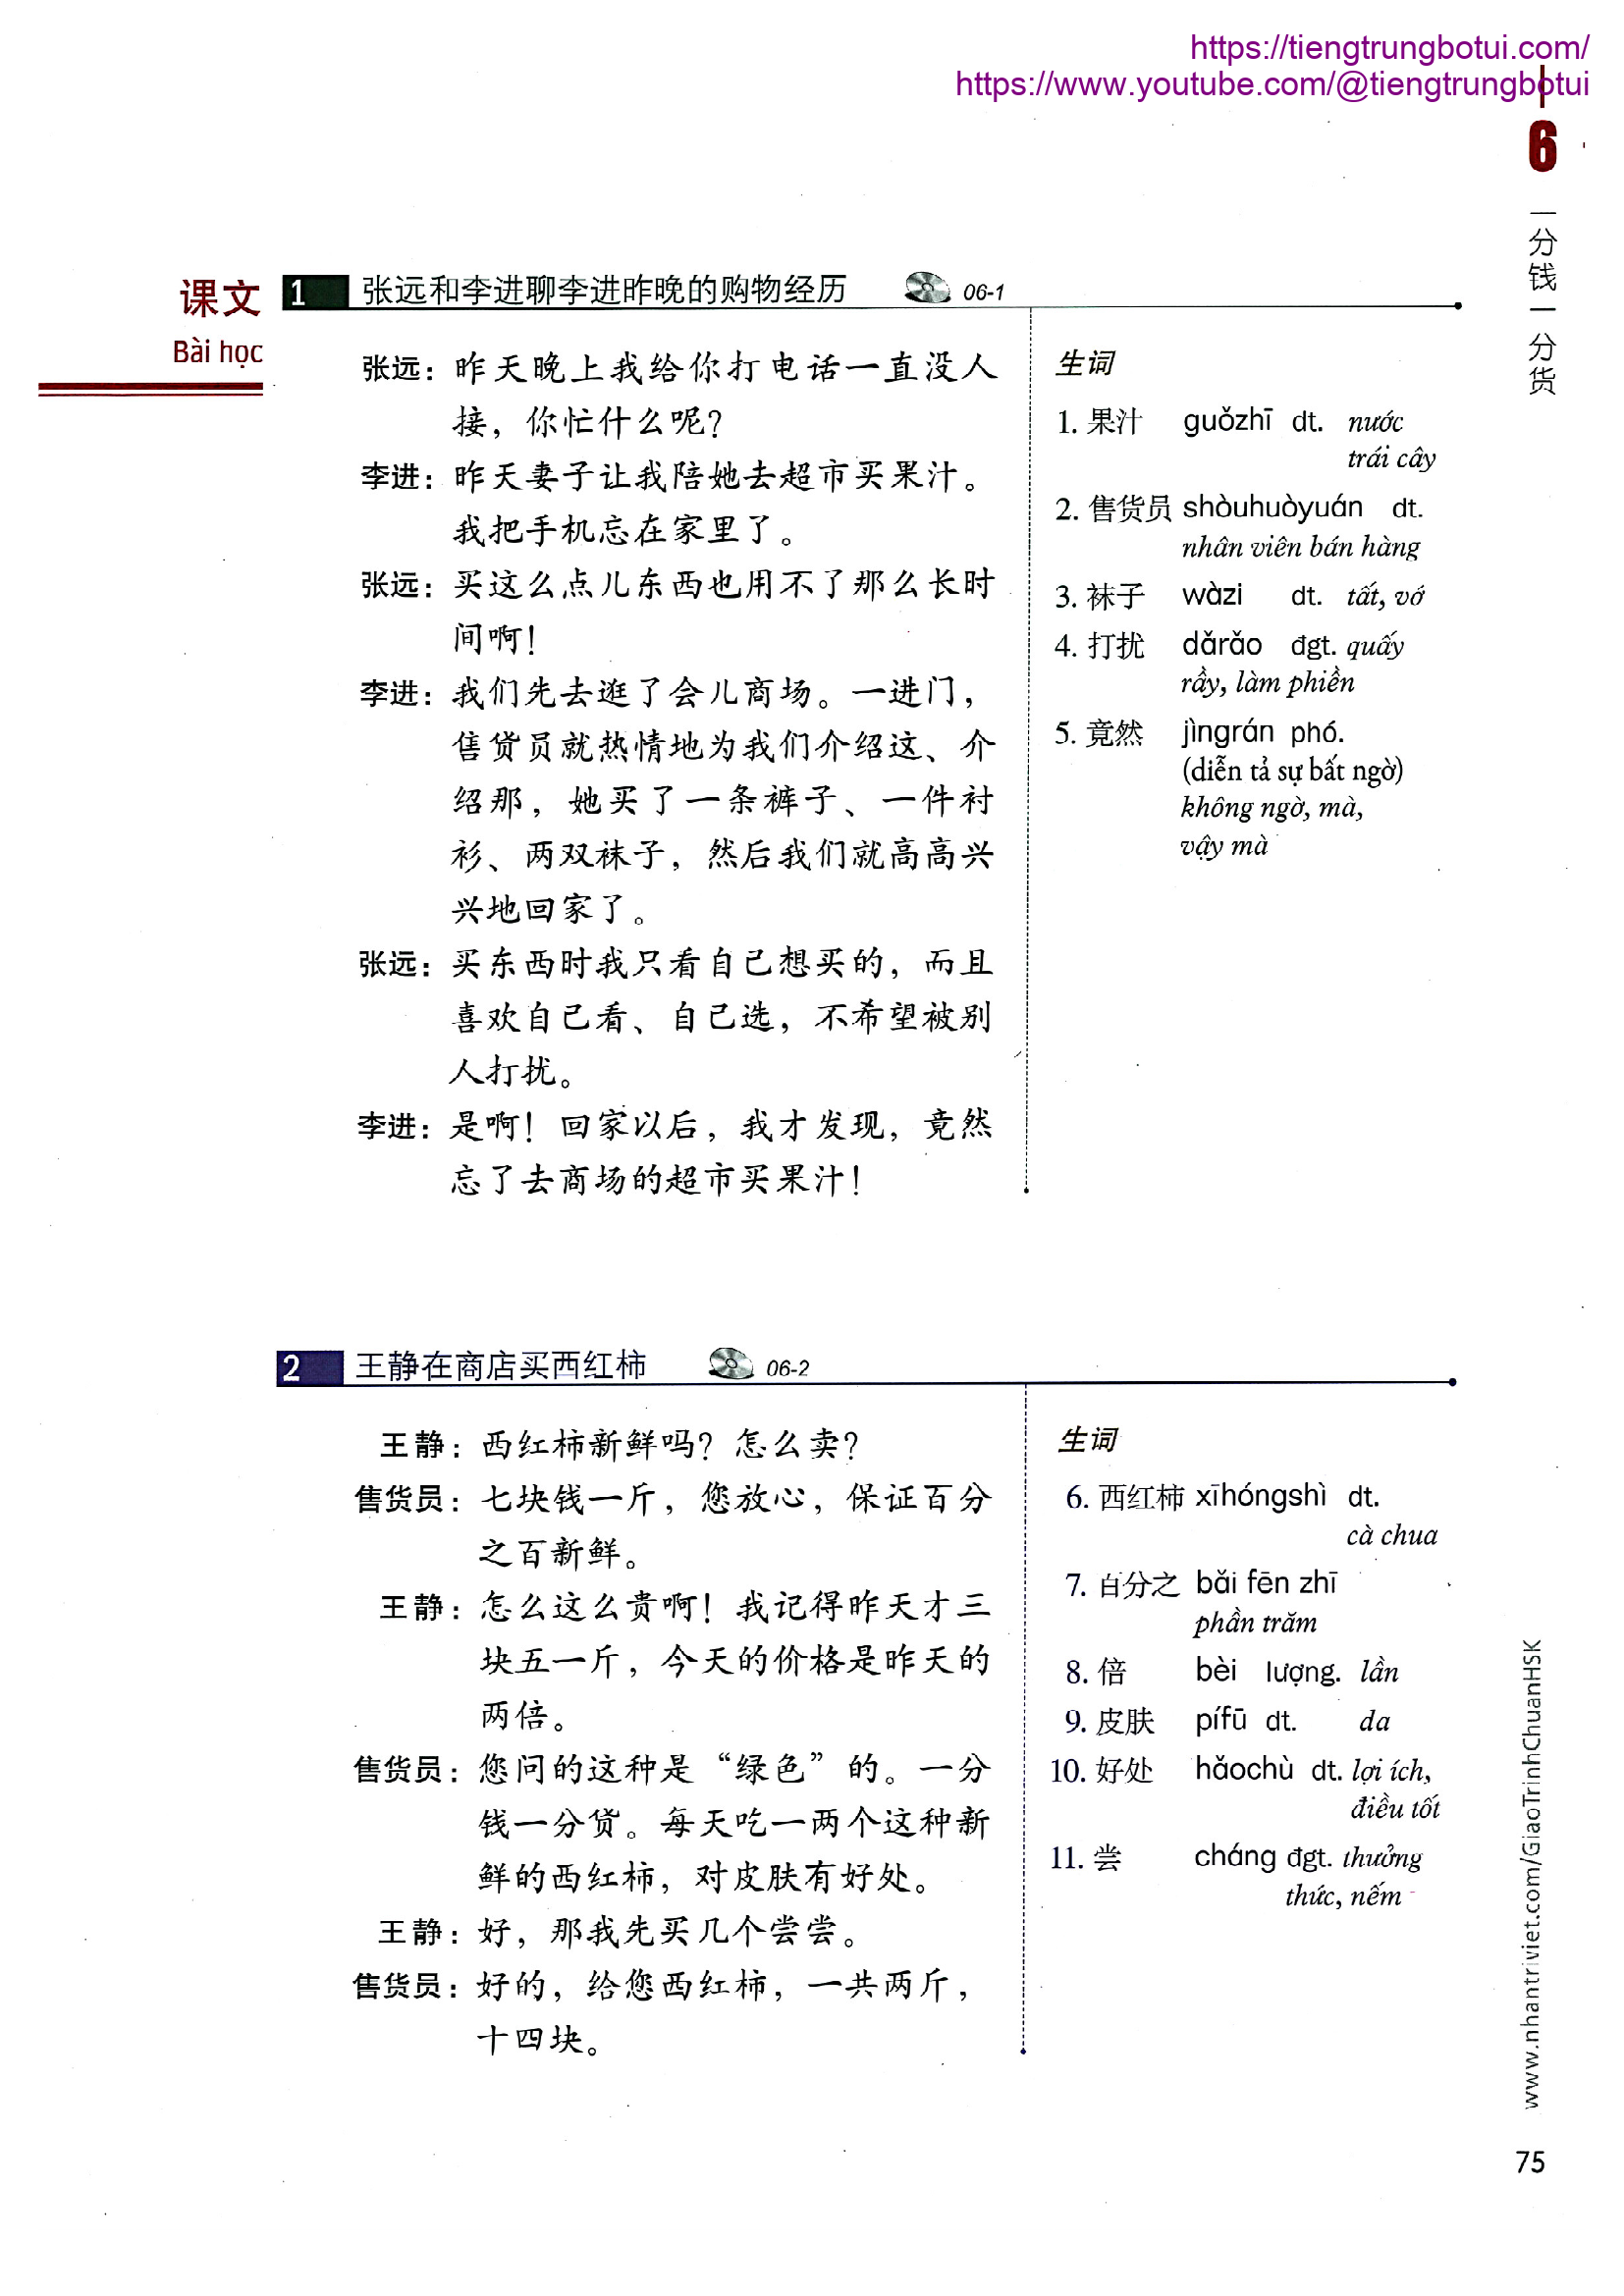 https://tiengtrungbotui.com/
https://www.youtube.com/@tiengtrungbotui
6
一分钱一分货
课文
Bài học
1 张远和李进聊李进昨晚的购物经历 06-1
张远：昨天晚上我给你打电话一直没人
接，你忙什么呢？
李进：昨天妻子让我陪她去超市买果汁。
我把手机忘在家里了。
张远：买这么点儿东西也用不了那么长时
间啊！
李进：我们先去逛了会儿商场。一进门，
售货员就热情地为我们介绍这、介
绍那，她买了一条裤子、一件衬
衫、两双袜子，然后我们就高高兴
兴地回家了。
张远：买东西时我只看自己想买的，而且
喜欢自己看、自己选，不希望被别
人打扰。
李进：是啊！回家以后，我才发现，竟然
忘了去商场的超市买果汁！
生词
1. 果汁 guǒzhī dt. nước
trái cây
2. 售货员 shòuhuòyuán dt.
nhân viên bán hàng
3. 袜子 wàzi dt. tất, vớ
4. 打扰 dǎrǎo đgt. quấy
rầy, làm phiền
5. 竟然 jìngrán phó.
(diễn tả sự bất ngờ)
không ngờ, mà,
vậy mà
2 王静在商店买西红柿 06-2
王静：西红柿新鲜吗？怎么卖？
售货员：七块钱一斤，您放心，保证百分
之百新鲜。
王静：怎么这么贵啊！我记得昨天才三
块五一斤，今天的价格是昨天的
两倍。
售货员：您问的这种是“绿色”的。一分
钱一分货。每天吃一两个这种新
鲜的西红柿，对皮肤有好处。
王静：好，那我先买几个尝尝。
售货员：好的，给您西红柿，一共两斤，
十四块。
生词
6. 西红柿 xīhóngshì dt.
cà chua
7. 百分之 bǎi fēn zhī
phần trăm
8. 倍 bèi lượng. lần
9. 皮肤 pífū dt. da
10. 好处 hǎochù dt. lợi ích,
điều tốt
11. 尝 cháng đgt. thưởng
thức, nếm
www.nhantriviet.com/GiaoTrinhChuanHSK
75